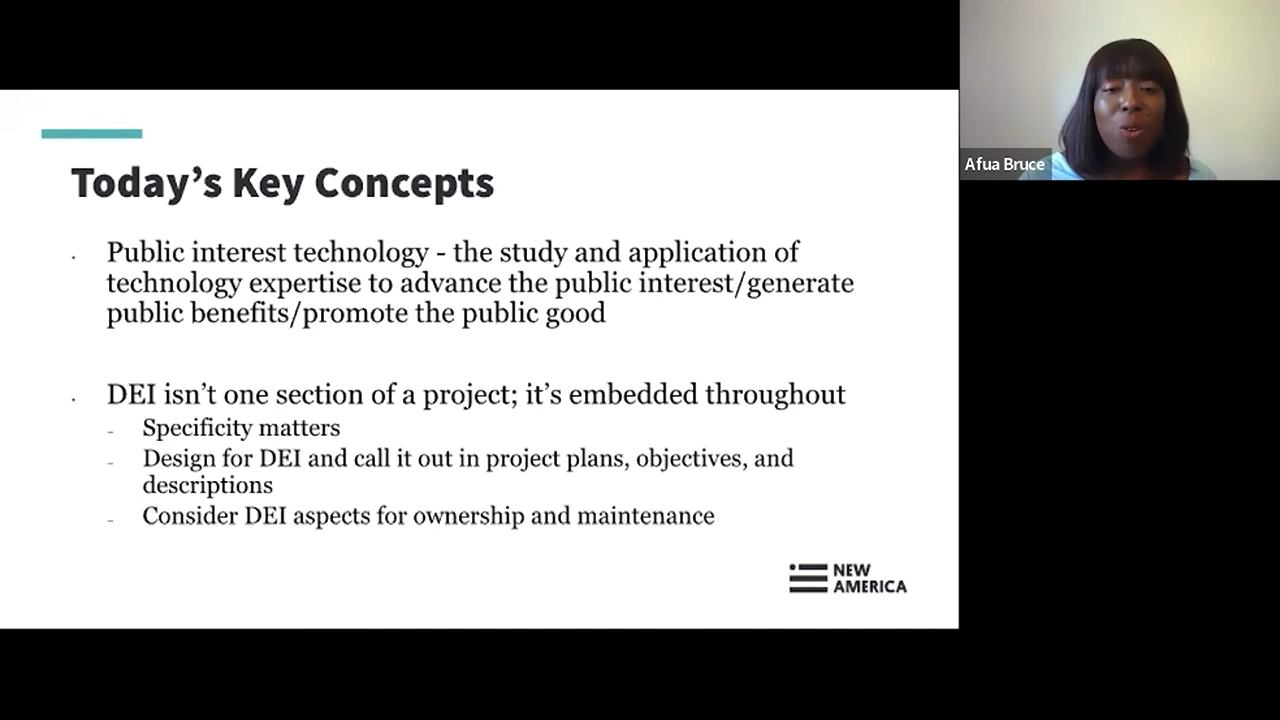 Today's Key Concepts
· Public interest technology - the study and application of
technology expertise to advance the public interest/generate
public benefits/promote the public good
· DEI isn't one section of a project; it's embedded throughout
- Specificity matters
- Design for DEI and call it out in project plans, objectives, and
descriptions
- Consider DEI aspects for ownership and maintenance
NEW
AMERICA
Afua Bruce